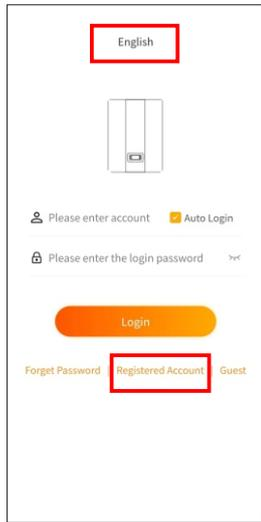 English
Please enter account Auto Login
Please enter the login password
Login
Forget Password | Registered Account | Guest